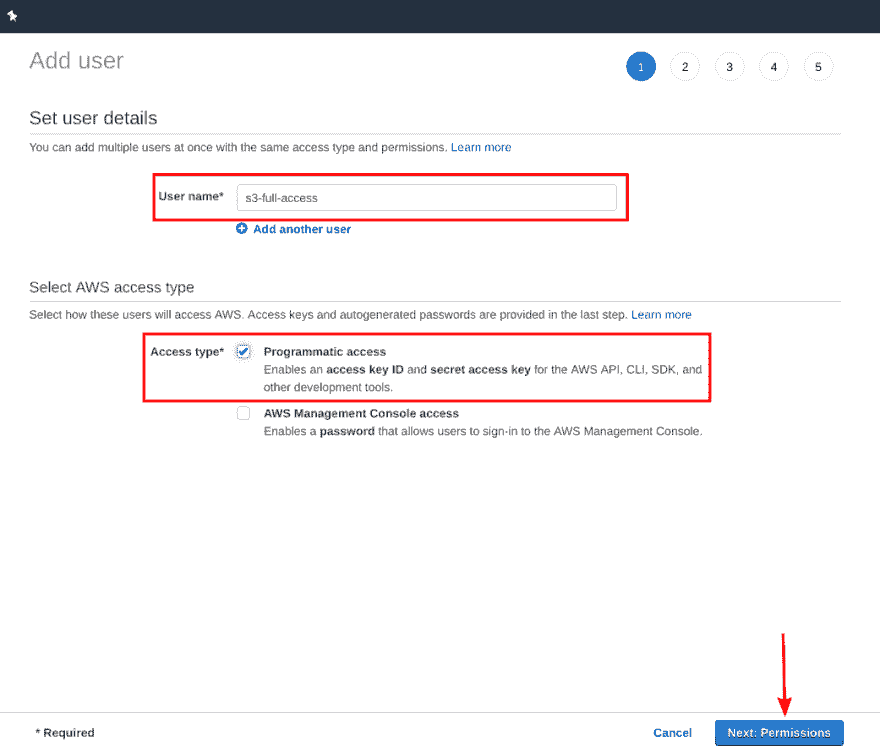 Add user
1 2 3 4 5
Set user details
You can add multiple users at once with the same access type and permissions. Learn more
User name* s3-full-access
Add another user
Select AWS access type
Select how these users will access AWS. Access keys and autogenerated passwords are provided in the last step. Learn more
Access type* Programmatic access
Enables an access key ID and secret access key for the AWS API, CLI, SDK, and
other development tools.
AWS Management Console access
Enables a password that allows users to sign-in to the AWS Management Console.
* Required Cancel Next: Permissions